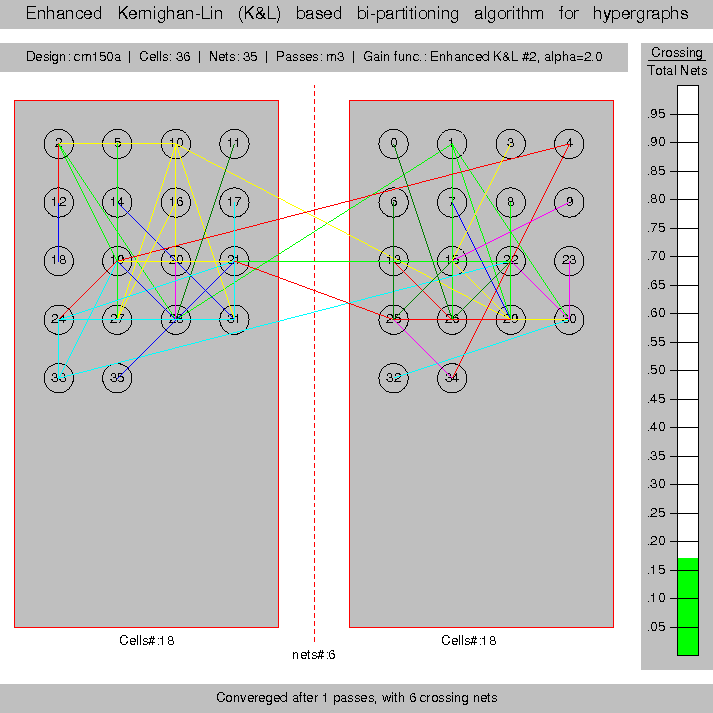 Enhanced Kernighan-Lin (K&L) based bi-partitioning algorithm for hypergraphs
Design: cm150a | Cells: 36 | Nets: 35 | Passes: m3 | Gain func.: Enhanced K&L #2, alpha=2.0
Crossing
Total Nets
.95
.90
.85
.80
.75
.70
.65
.60
.55
.50
.45
.40
.35
.30
.25
.20
.15
.10
.05
2 5 10 11 0 1 3 4
12 14 16 17 6 7 8 9
18 19 20 21 13 15 22 23
24 27 28 31 25 26 29 30
33 35 32 34
Cells#:18 Cells#:18
nets#:6
Convereged after 1 passes, with 6 crossing nets